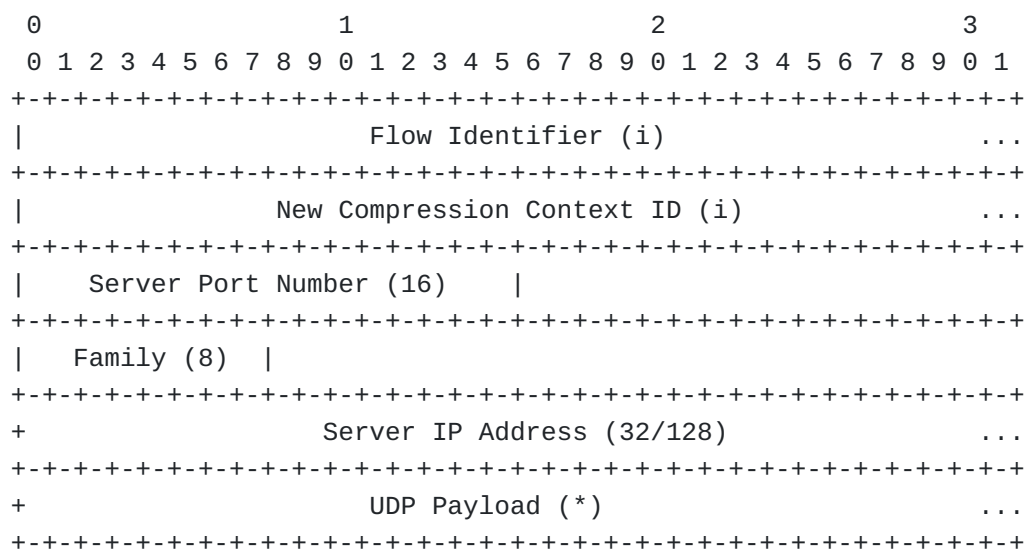 0                   1                   2                   3
 0 1 2 3 4 5 6 7 8 9 0 1 2 3 4 5 6 7 8 9 0 1 2 3 4 5 6 7 8 9 0 1
+-+-+-+-+-+-+-+-+-+-+-+-+-+-+-+-+-+-+-+-+-+-+-+-+-+-+-+-+-+-+-+-+
|                      Flow Identifier (i)                    ...
+-+-+-+-+-+-+-+-+-+-+-+-+-+-+-+-+-+-+-+-+-+-+-+-+-+-+-+-+-+-+-+-+
|                New Compression Context ID (i)               ...
+-+-+-+-+-+-+-+-+-+-+-+-+-+-+-+-+-+-+-+-+-+-+-+-+-+-+-+-+-+-+-+-+
|    Server Port Number (16)    |
+-+-+-+-+-+-+-+-+-+-+-+-+-+-+-+-+-+-+-+-+-+-+-+-+-+-+-+-+-+-+-+-+
|   Family (8)  |
+-+-+-+-+-+-+-+-+-+-+-+-+-+-+-+-+-+-+-+-+-+-+-+-+-+-+-+-+-+-+-+-+
+                   Server IP Address (32/128)                ...
+-+-+-+-+-+-+-+-+-+-+-+-+-+-+-+-+-+-+-+-+-+-+-+-+-+-+-+-+-+-+-+-+
+                      UDP Payload (*)                        ...
+-+-+-+-+-+-+-+-+-+-+-+-+-+-+-+-+-+-+-+-+-+-+-+-+-+-+-+-+-+-+-+-+